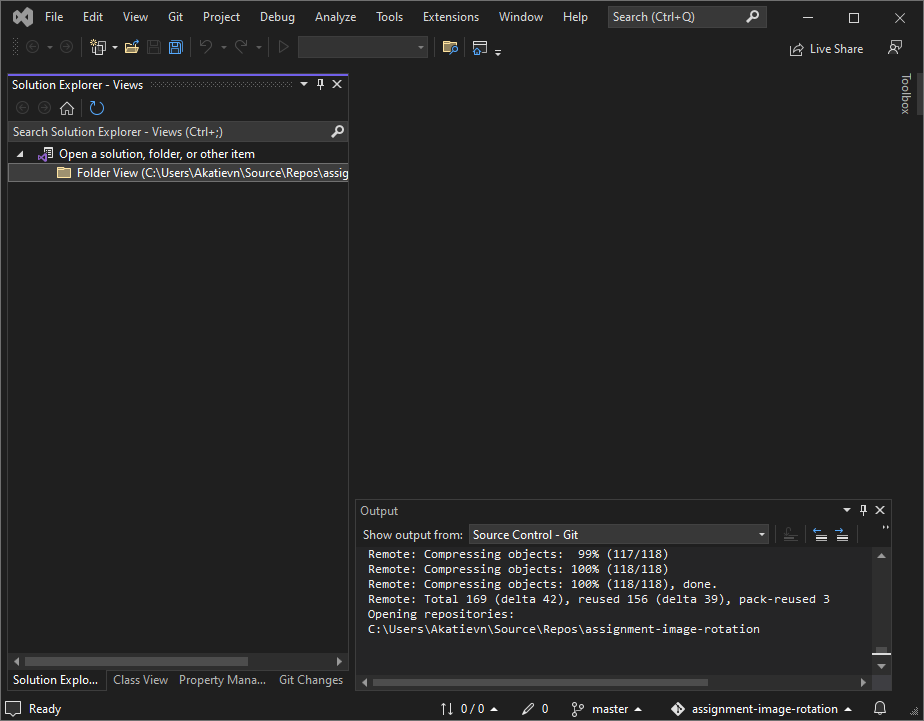 File Edit View Git Project Debug Analyze Tools Extensions Window Help Search (Ctrl+Q)
Live Share
Solution Explorer - Views
Toolbox
Search Solution Explorer - Views (Ctrl+;)
Open a solution, folder, or other item
Folder View (C:\Users\Akatievn\Source\Repos\assig
Output
Show output from: Source Control - Git
Remote: Compressing objects:  99% (117/118)
Remote: Compressing objects: 100% (118/118)
Remote: Compressing objects: 100% (118/118), done.
Remote: Total 169 (delta 42), reused 156 (delta 39), pack-reused 3
Opening repositories:
C:\Users\Akatievn\Source\Repos\assignment-image-rotation
Solution Explo... Class View Property Mana... Git Changes
Ready 0 / 0 0 master assignment-image-rotation